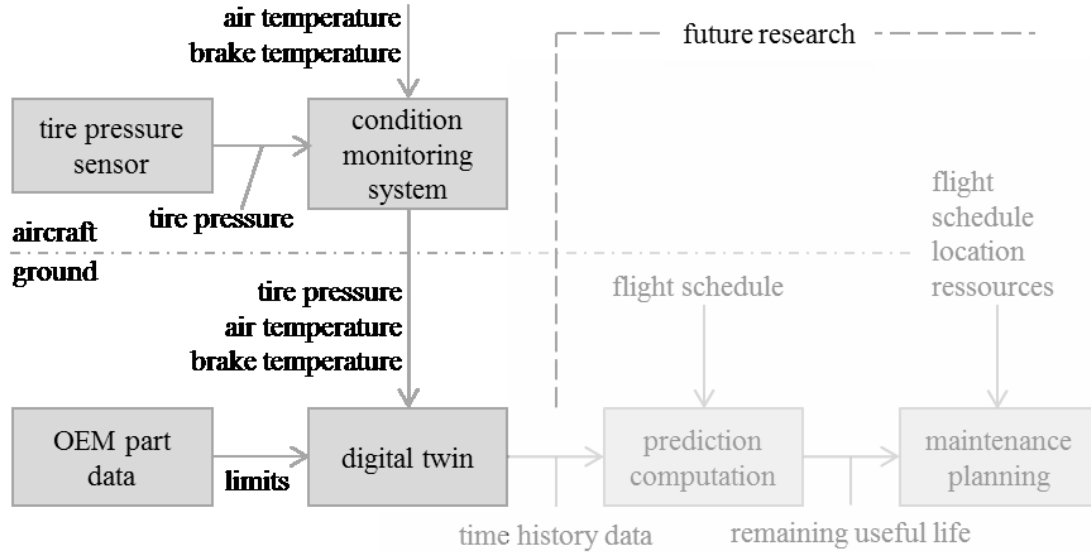 air temperature
brake temperature
future research
tire pressure
sensor
condition
monitoring
system
tire pressure
flight
schedule
location
ressources
aircraft
ground
tire pressure
air temperature
brake temperature
flight schedule
OEM part
data
limits
digital twin
prediction
computation
maintenance
planning
time history data
remaining useful life